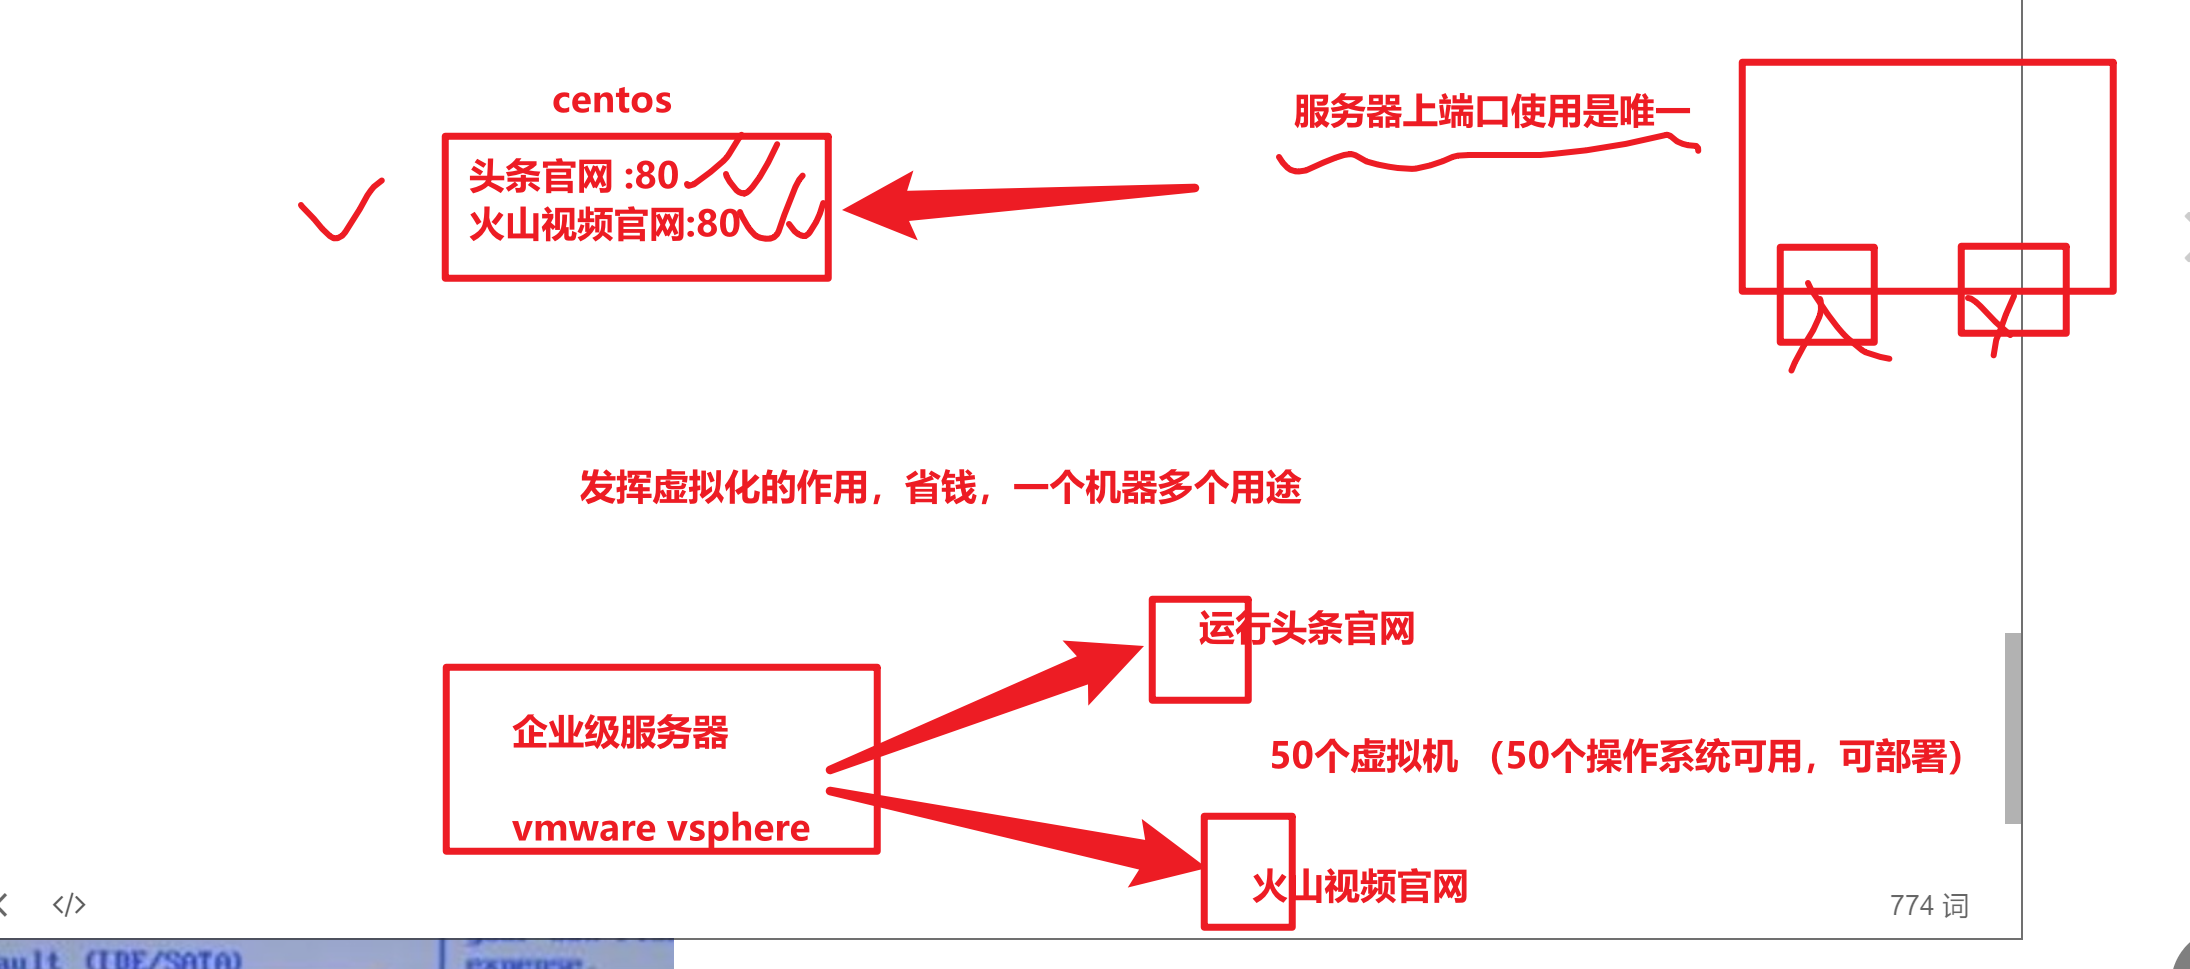 centos
服务器上端口使用是唯一
头条官网 :80
火山视频官网:80
发挥虚拟化的作用，省钱，一个机器多个用途
运行头条官网
企业级服务器
50个虚拟机 （50个操作系统可用，可部署）
vmware vsphere
火山视频官网
</>
774 词
ault (IDE/SATA)
expense.